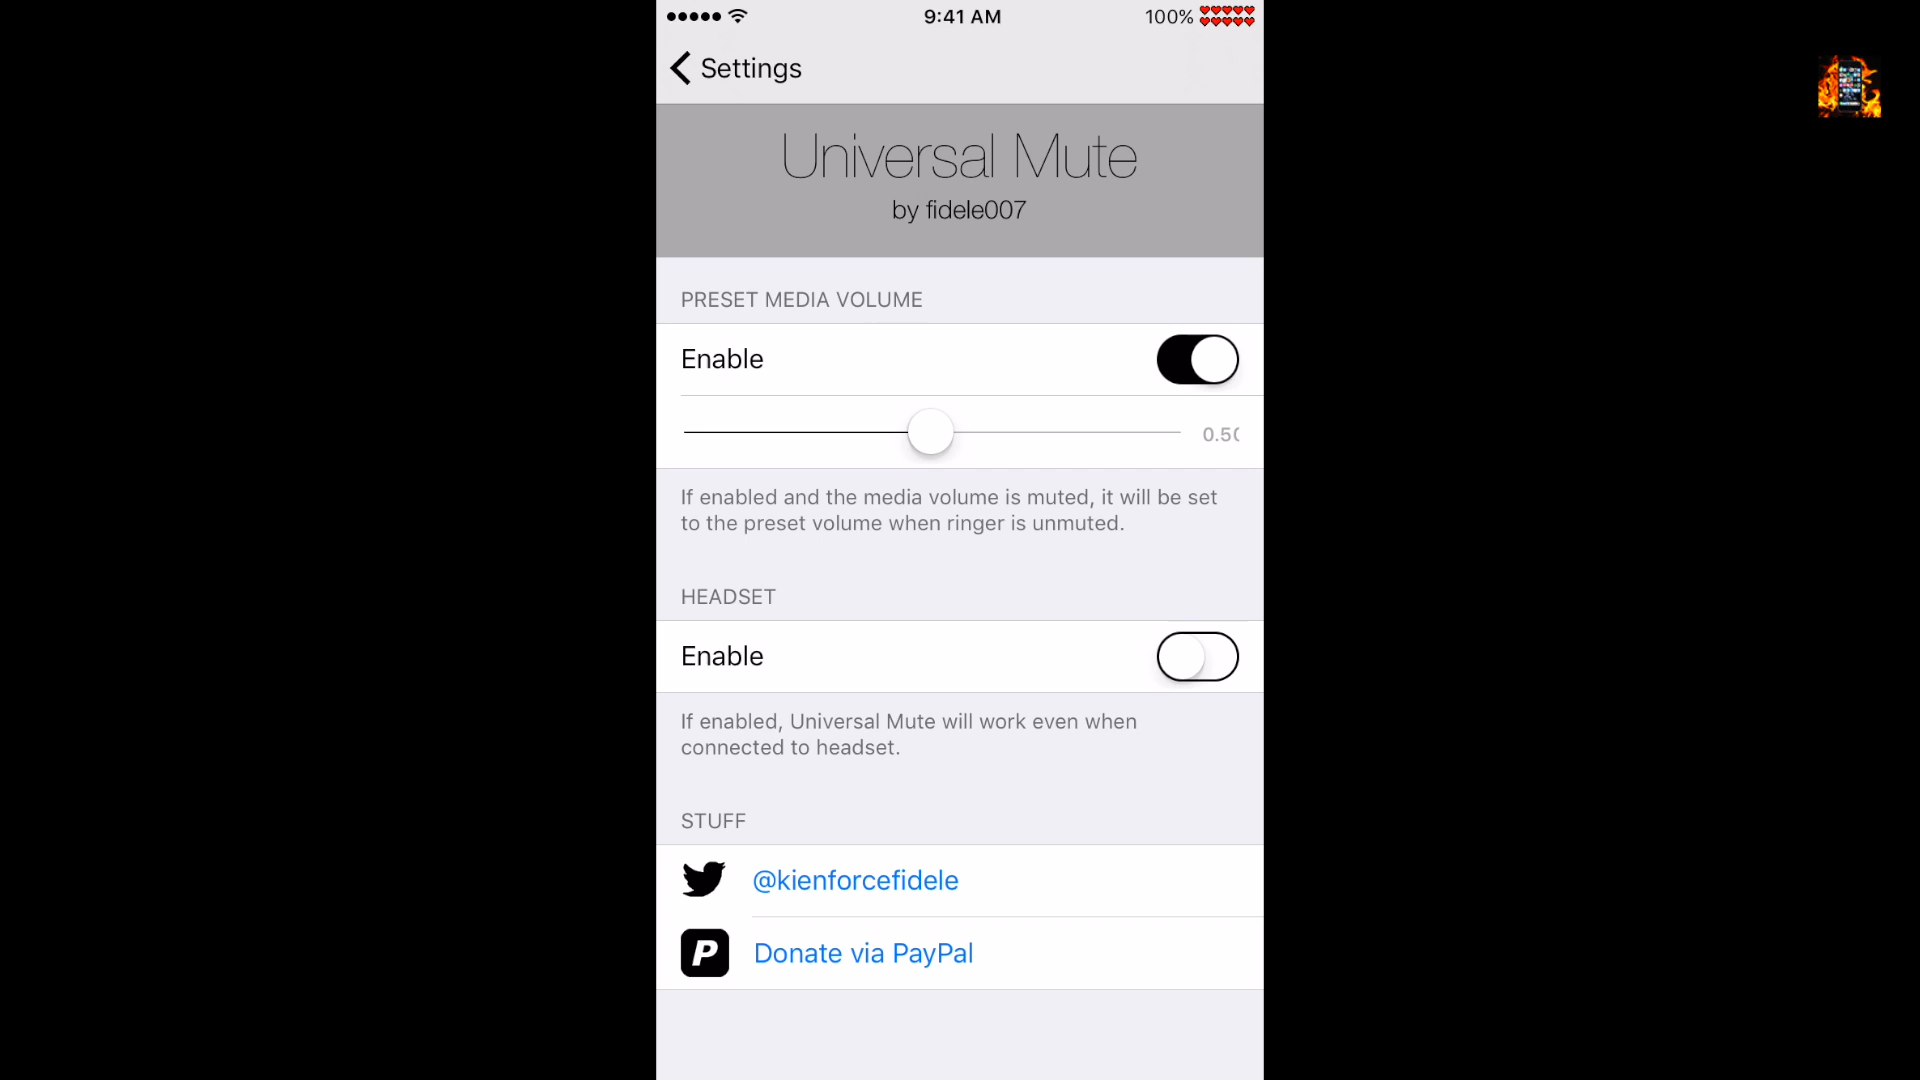 9:41 AM
100%
Settings
Universal Mute
by fidele007
PRESET MEDIA VOLUME
Enable
0.5
If enabled and the media volume is muted, it will be set
to the preset volume when ringer is unmuted.
HEADSET
Enable
If enabled, Universal Mute will work even when
connected to headset.
STUFF
@kienforcefidele
Donate via PayPal